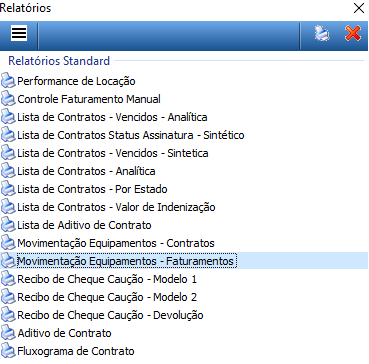 Relatórios
Relatórios Standard
Performance de Locação
Controle Faturamento Manual
Lista de Contratos - Vencidos - Analítica
Lista de Contratos Status Assinatura - Sintético
Lista de Contratos - Vencidos - Sintetica
Lista de Contratos - Analítica
Lista de Contratos - Por Estado
Lista de Contratos - Valor de Indenização
Lista de Aditivo de Contrato
Movimentação Equipamentos - Contratos
Movimentação Equipamentos - Faturamentos
Recibo de Cheque Caução - Modelo 1
Recibo de Cheque Caução - Modelo 2
Recibo de Cheque Caução - Devolução
Aditivo de Contrato
Fluxograma de Contrato